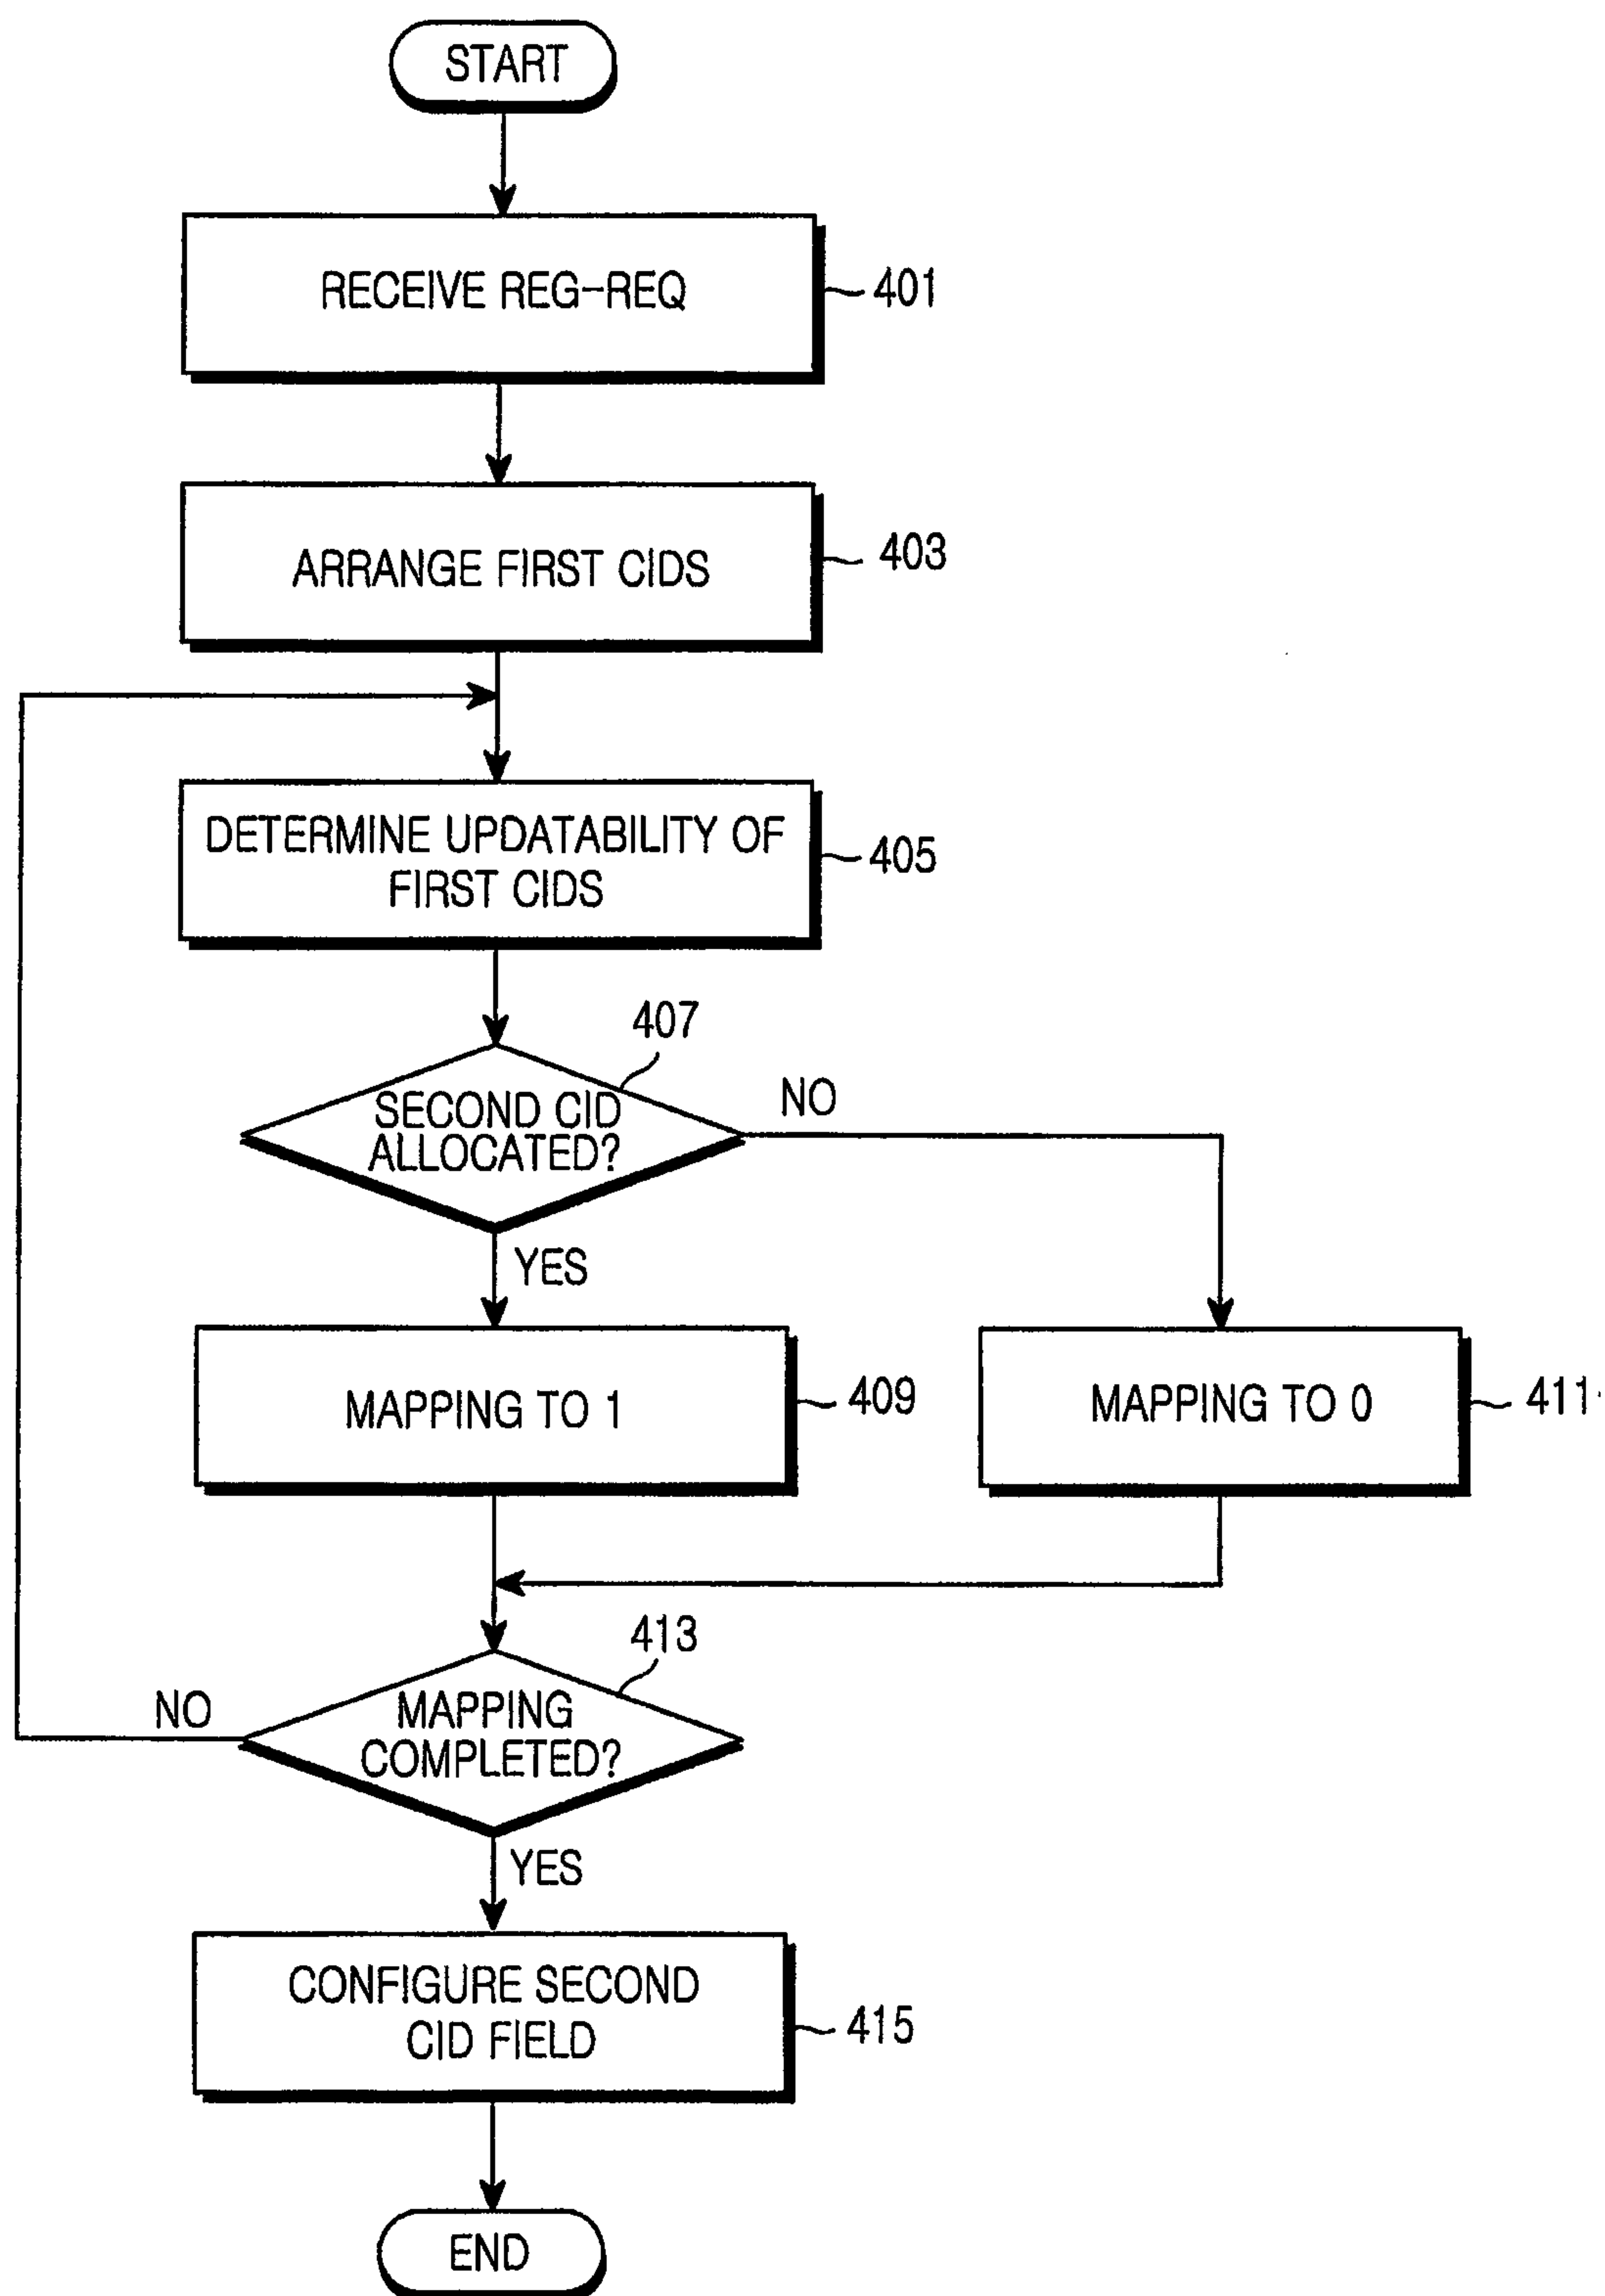 START
RECEIVE REG-REQ
401
ARRANGE FIRST CIDS
403
DETERMINE UPDATABILITY OF
FIRST CIDS
405
407
SECOND CID
ALLOCATED?
NO
YES
MAPPING TO 1
409
MAPPING TO 0
411
413
MAPPING
COMPLETED?
NO
YES
CONFIGURE SECOND
CID FIELD
415
END